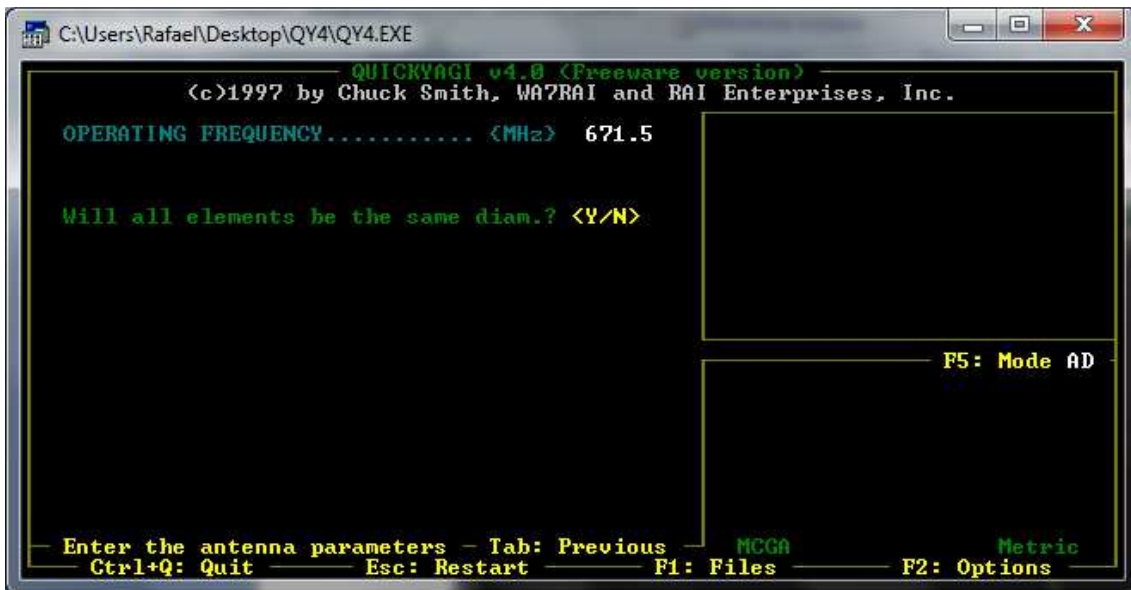 C:\Users\Rafael\Desktop\QY4\QY4.EXE
QUICKYAGI v4.0 (Freeware version)
(c)1997 by Chuck Smith, WA7RAI and RAI Enterprises, Inc.
OPERATING FREQUENCY........... (MHz) 671.5
Will all elements be the same diam.? <Y/N>
F5: Mode AD
Enter the antenna parameters – Tab: Previous
MCGA Metric
Ctrl+Q: Quit Esc: Restart F1: Files F2: Options